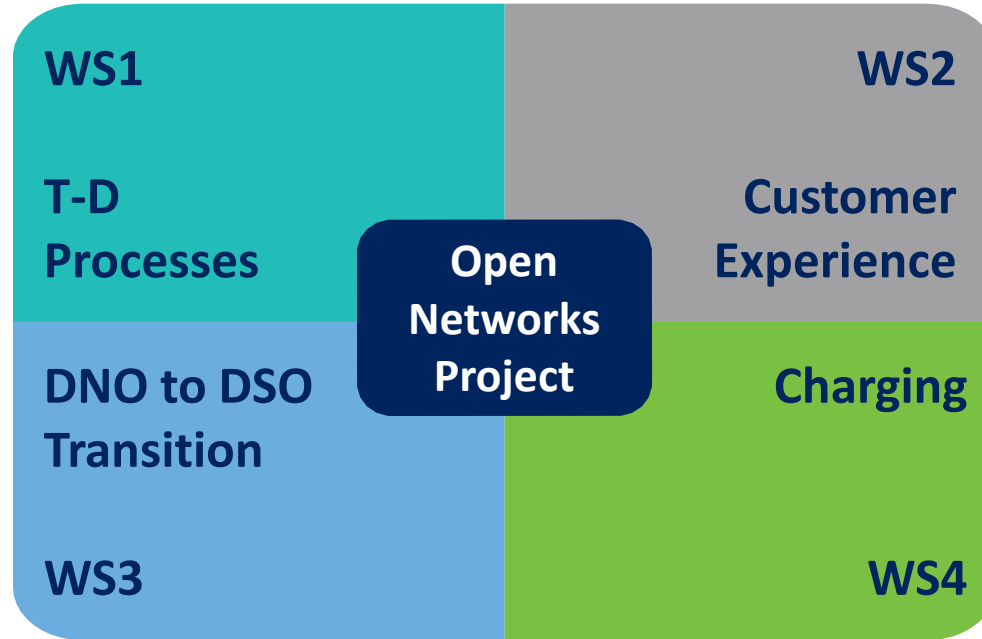 WS1
T-D
Processes
WS2
Customer
Experience
Open
Networks
Project
DNO to DSO
Transition
WS3
Charging
WS4